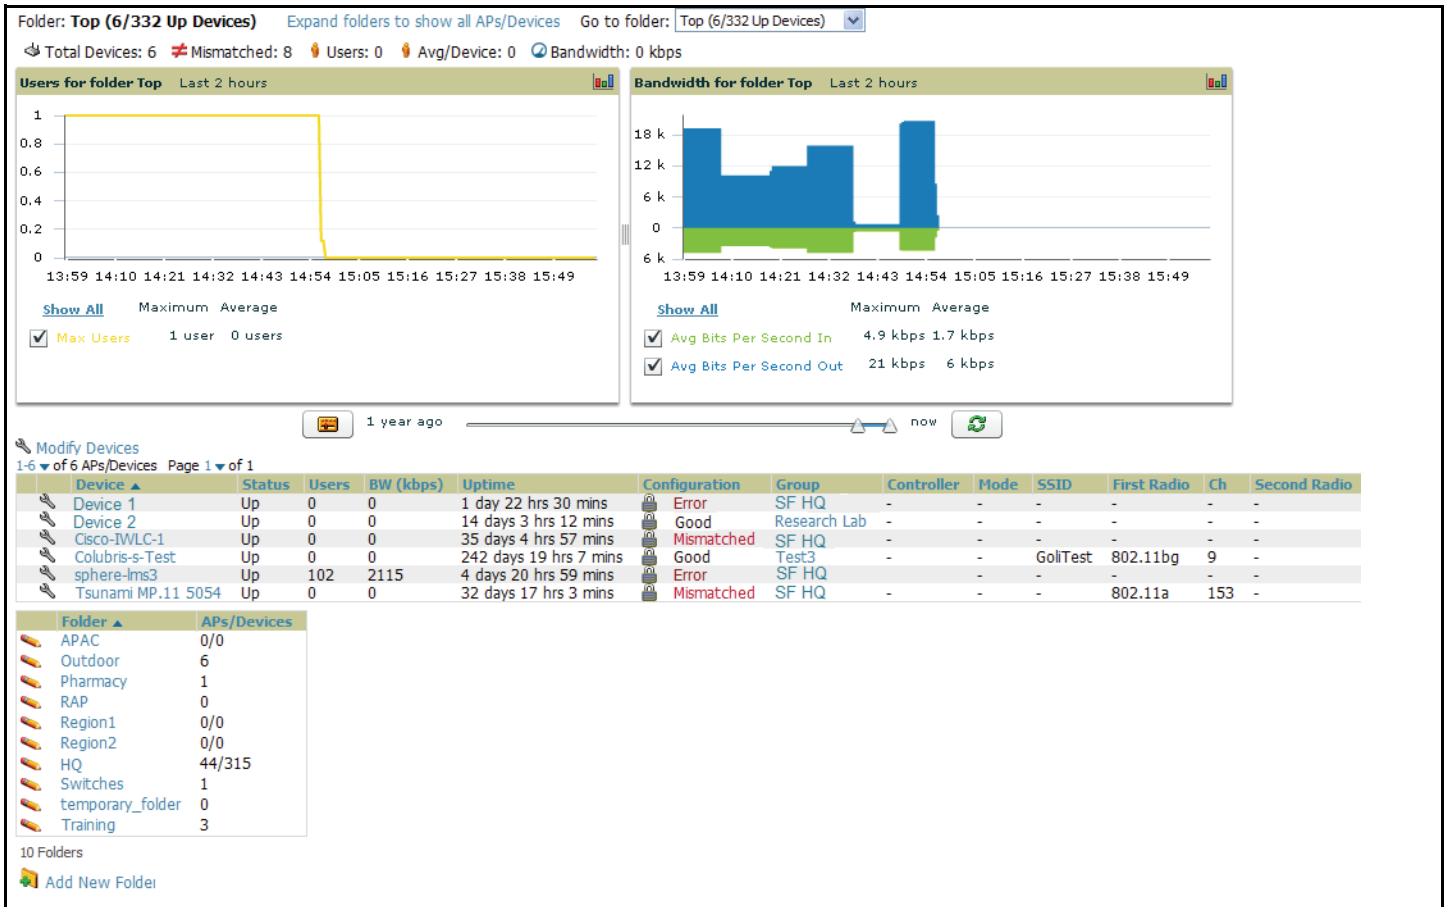 Folder: Top (6/332 Up Devices) Expand folders to show all APs/Devices Go to folder: Top (6/332 Up Devices)
Total Devices: 6 Mismatched: 8 Users: 0 Avg/Device: 0 Bandwidth: 0 kbps
Users for folder Top Last 2 hours
1
0.8
0.6
0.4
0.2
0
13:59 14:10 14:21 14:32 14:43 14:54 15:05 15:16 15:27 15:38 15:49
Show All Maximum Average
Max Users 1 user 0 users
Bandwidth for folder Top Last 2 hours
18 k
12 k
6 k
0
6 k
13:59 14:10 14:21 14:32 14:43 14:54 15:05 15:16 15:27 15:38 15:49
Show All Maximum Average
Avg Bits Per Second In 4.9 kbps 1.7 kbps
Avg Bits Per Second Out 21 kbps 6 kbps
1 year ago now
Modify Devices
1-6 of 6 APs/Devices Page 1 of 1
Device Status Users BW (kbps) Uptime Configuration Group Controller Mode SSID First Radio Ch Second Radio
Device 1 Up 0 0 1 day 22 hrs 30 mins Error SF HQ - - - - - -
Device 2 Up 0 0 14 days 3 hrs 12 mins Good Research Lab - - - - - -
Cisco-IWLC-1 Up 0 0 35 days 4 hrs 57 mins Mismatched SF HQ - - - - - -
Colubris-s-Test Up 0 0 242 days 19 hrs 7 mins Good Test3 - - GoliTest 802.11bg 9 -
sphere-lms3 Up 102 2115 4 days 20 hrs 59 mins Error SF HQ - - - - - -
Tsunami MP.11 5054 Up 0 0 32 days 17 hrs 3 mins Mismatched SF HQ - - - 802.11a 153 -
Folder APs/Devices
APAC 0/0
Outdoor 6
Pharmacy 1
RAP 0
Region1 0/0
Region2 0/0
HQ 44/315
Switches 1
temporary_folder 0
Training 3
10 Folders
Add New Folder